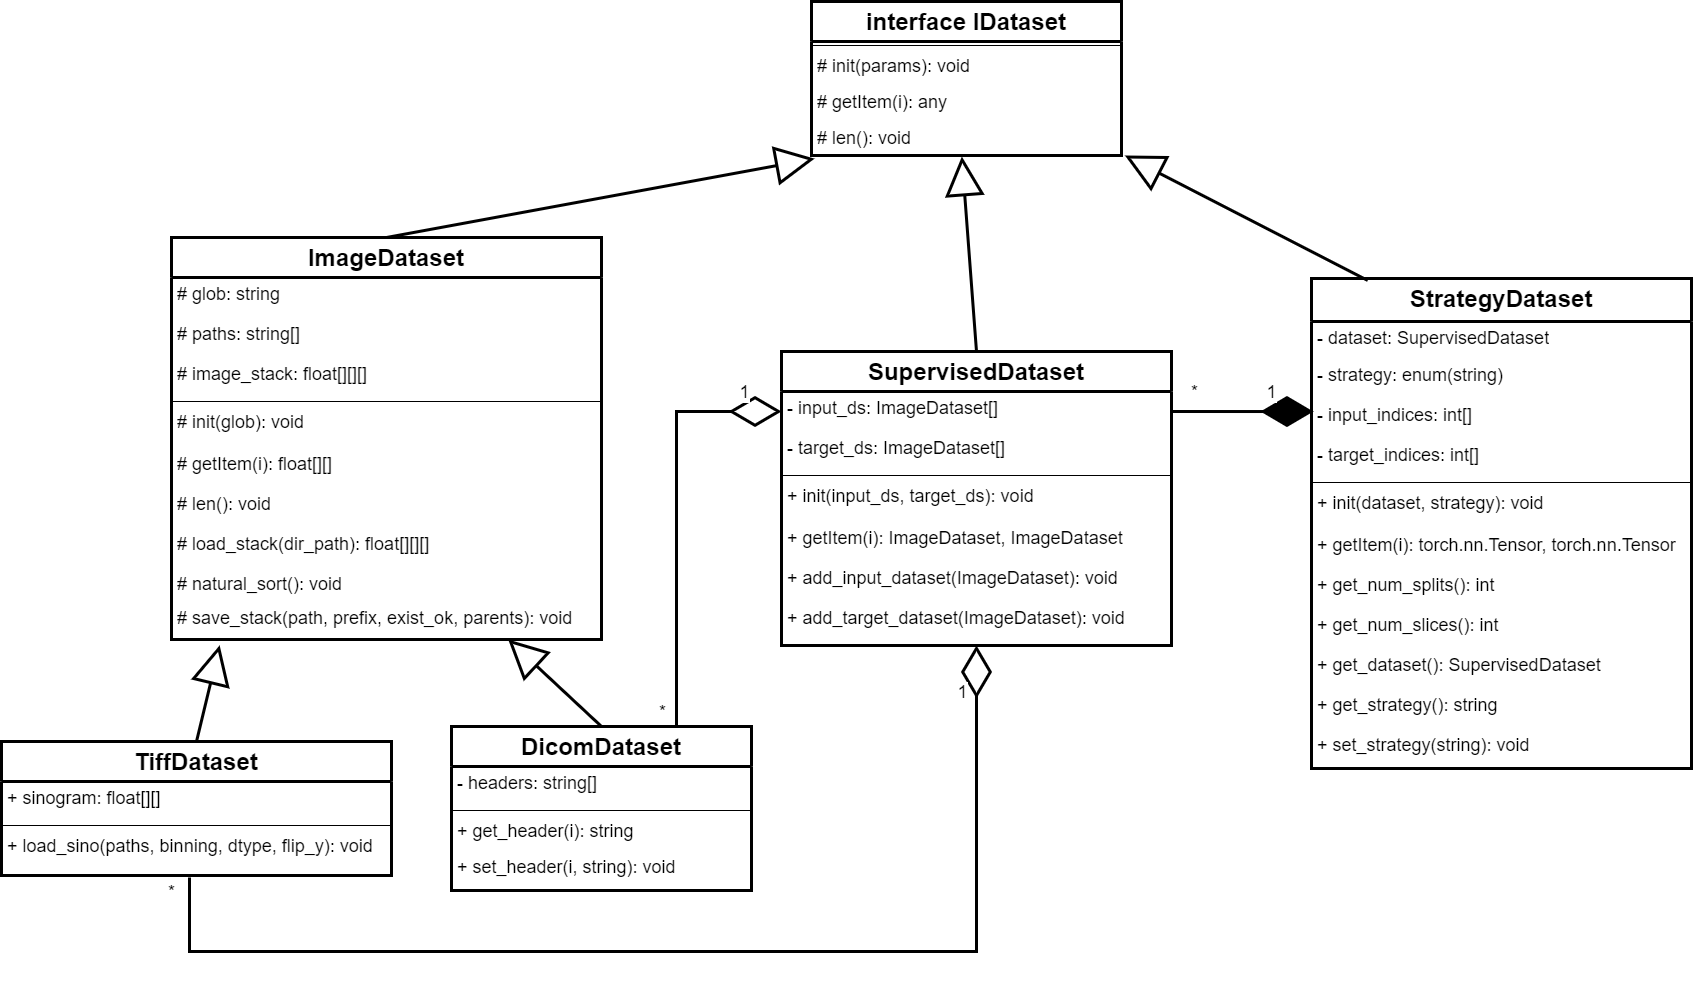 interface IDataset
# init(params): void
# getItem(i): any
# len(): void
ImageDataset
# glob: string
# paths: string[]
# image_stack: float[][][]
# init(glob): void
# getItem(i): float[][]
# len(): void
# load_stack(dir_path): float[][][]
# natural_sort(): void
# save_stack(path, prefix, exist_ok, parents): void
SupervisedDataset
- input_ds: ImageDataset[]
- target_ds: ImageDataset[]
+ init(input_ds, target_ds): void
+ getItem(i): ImageDataset, ImageDataset
+ add_input_dataset(ImageDataset): void
+ add_target_dataset(ImageDataset): void
StrategyDataset
- dataset: SupervisedDataset
- strategy: enum(string)
- input_indices: int[]
- target_indices: int[]
+ init(dataset, strategy): void
+ getItem(i): torch.nn.Tensor, torch.nn.Tensor
+ get_num_splits(): int
+ get_num_slices(): int
+ get_dataset(): SupervisedDataset
+ get_strategy(): string
+ set_strategy(string): void
1
*
1
*
1
*
TiffDataset
+ sinogram: float[][]
+ load_sino(paths, binning, dtype, flip_y): void
DicomDataset
- headers: string[]
+ get_header(i): string
+ set_header(i, string): void